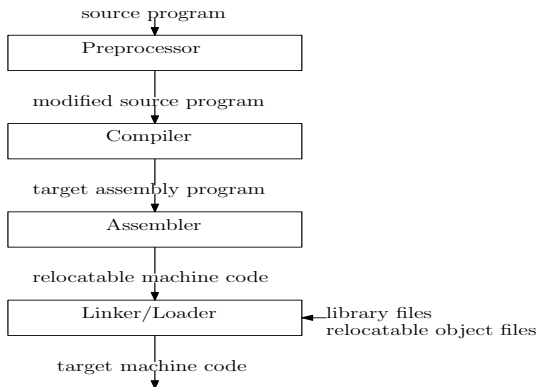 source program
Preprocessor
modified source program
Compiler
target assembly program
Assembler
relocatable machine code
Linker/Loader
library files
relocatable object files
target machine code